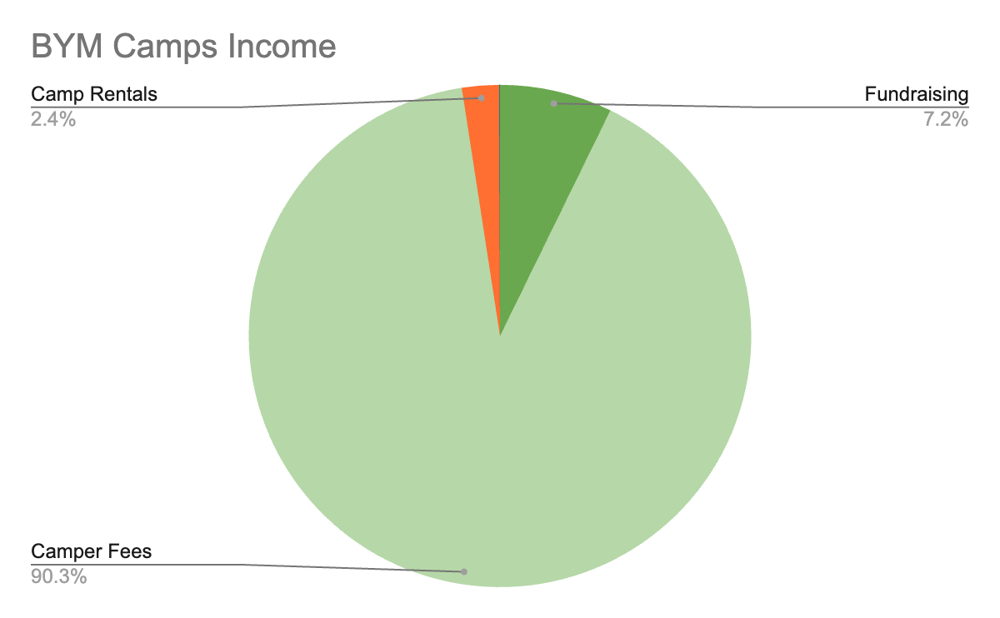 BYM Camps Income
Camp Rentals
2.4%
Fundraising
7.2%
Camper Fees
90.3%